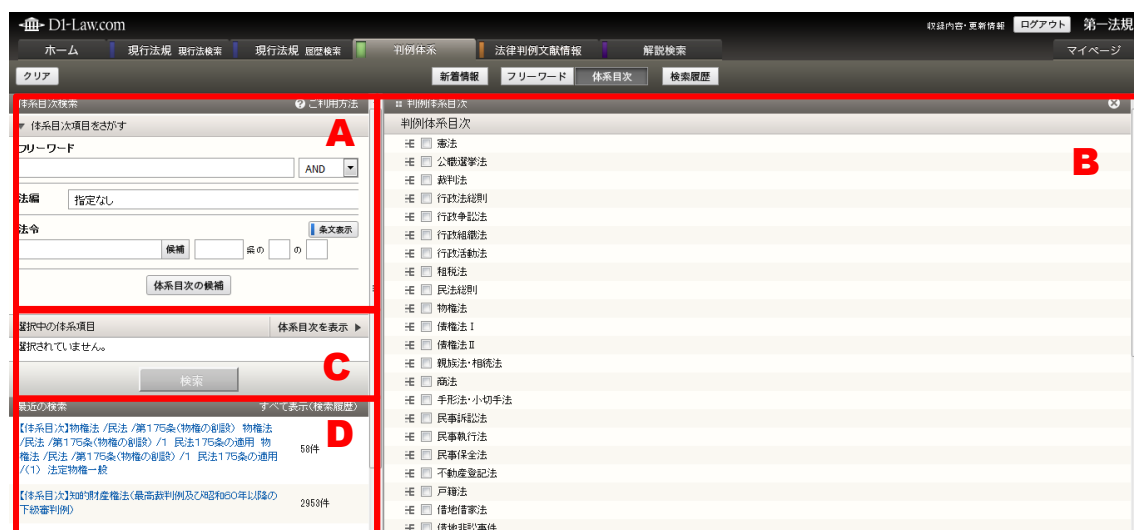 D1-Law.com
収録内容・更新情報 ログアウト 第一法規
ホーム 現行法規 現行法検索 現行法規 履歴検索 判例体系 法律判例文献情報 解説検索 マイページ
クリア 新着情報 フリーワード 体系目次 検索履歴
体系目次検索 ? ご利用方法
▼ 体系目次項目をさがす
A
フリーワード
AND
法編 指定なし
法令 条文表示
候補 条の の
体系目次の候補
選択中の体系項目 体系目次を表示 ▶
選択されていません。
検索
C
最近の検索 すべて表示(検索履歴)
D
【体系目次】物権法 /民法 /第175条(物権の創設) 物権法
/民法 /第175条(物権の創設) /1 民法175条の適用 物
権法 /民法 /第175条(物権の創設) /1 民法175条の適用
/(1) 法定物権一般
58件
【体系目次】知的財産権法(最高裁判例及び昭和60年以降の
下級審判例)
2953件
判例体系目次
判例体系目次
B
憲法
公職選挙法
裁判法
行政法総則
行政争訟法
行政組織法
行政活動法
租税法
民法総則
物権法
債権法Ⅰ
債権法Ⅱ
親族法・相続法
商法
手形法・小切手法
民事訴訟法
民事執行法
民事保全法
不動産登記法
戸籍法
借地借家法
借地非訟事件